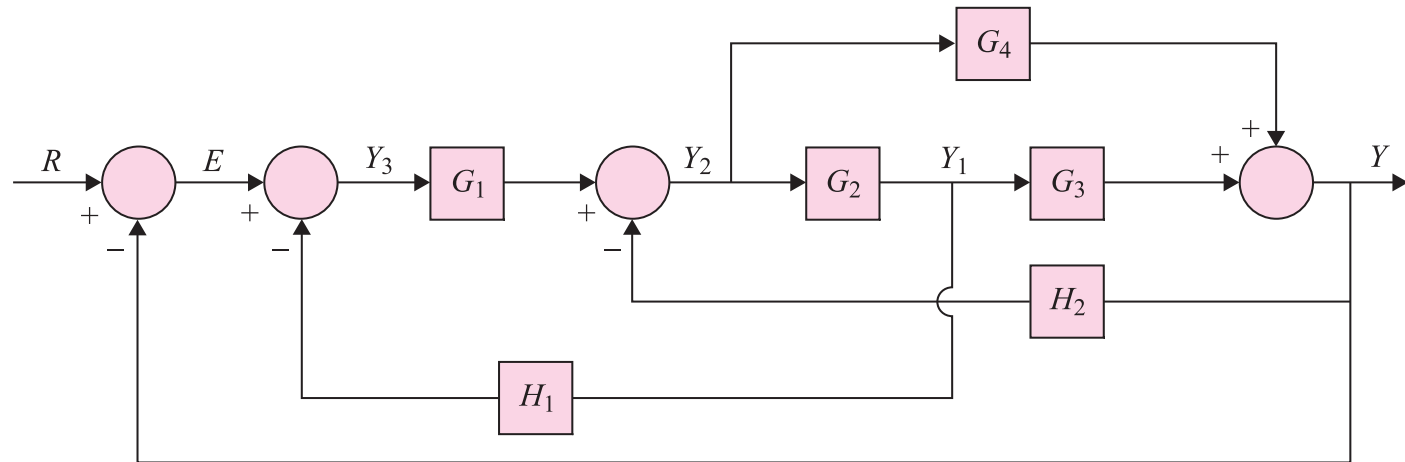 G₄
R E Y₃ G₁ Y₂ G₂ Y₁ G₃ + + Y
+ + +
− − −
H₂
H₁